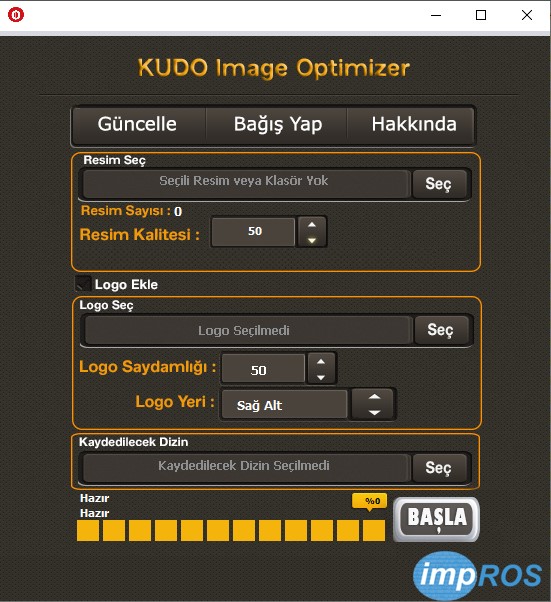 KUDO Image Optimizer
Güncelle Bağış Yap Hakkında
Resim Seç
Seçili Resim veya Klasör Yok Seç
Resim Sayısı : 0
Resim Kalitesi : 50
Logo Ekle
Logo Seç
Logo Seçilmedi Seç
Logo Saydamlığı : 50
Logo Yeri : Sağ Alt
Kaydedilecek Dizin
Kaydedilecek Dizin Seçilmedi Seç
Hazır
%0
Hazır
BAŞLA
impROS